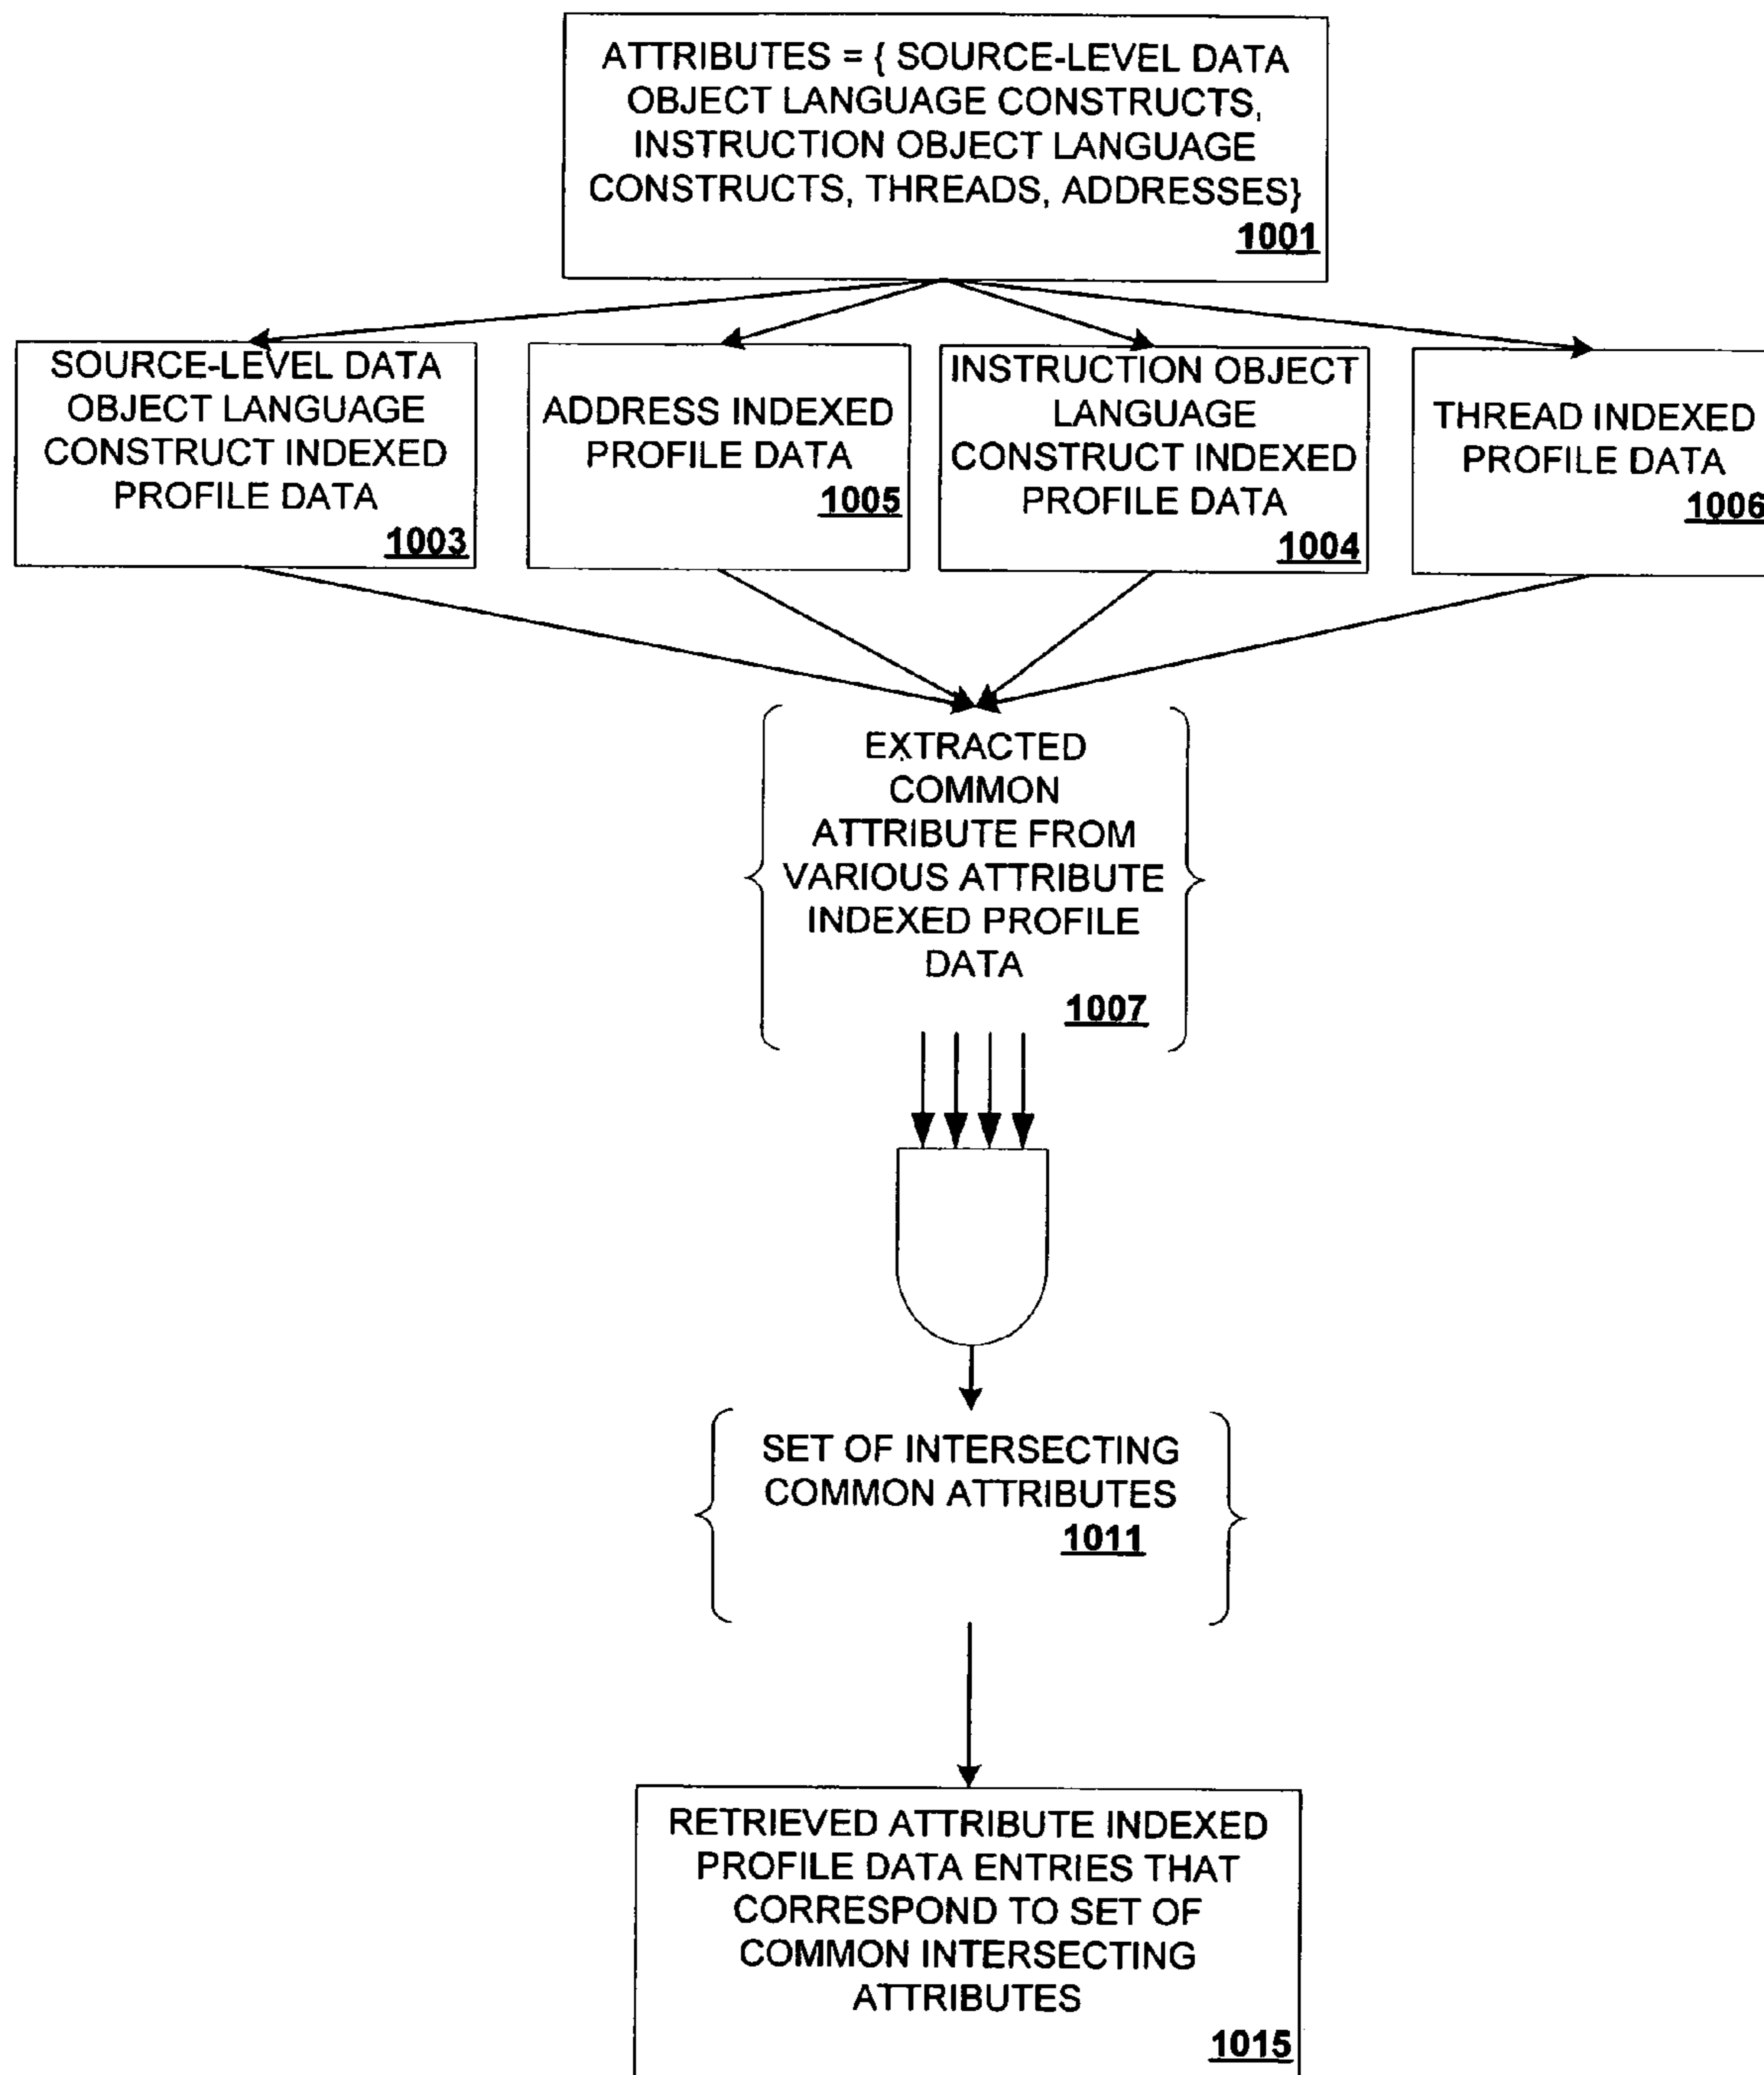 ATTRIBUTES = { SOURCE-LEVEL DATA
OBJECT LANGUAGE CONSTRUCTS,
INSTRUCTION OBJECT LANGUAGE
CONSTRUCTS, THREADS, ADDRESSES}
1001
SOURCE-LEVEL DATA
OBJECT LANGUAGE
CONSTRUCT INDEXED
PROFILE DATA
1003
ADDRESS INDEXED
PROFILE DATA
1005
INSTRUCTION OBJECT
LANGUAGE
CONSTRUCT INDEXED
PROFILE DATA
1004
THREAD INDEXED
PROFILE DATA
1006
EXTRACTED
COMMON
ATTRIBUTE FROM
VARIOUS ATTRIBUTE
INDEXED PROFILE
DATA
1007
SET OF INTERSECTING
COMMON ATTRIBUTES
1011
RETRIEVED ATTRIBUTE INDEXED
PROFILE DATA ENTRIES THAT
CORRESPOND TO SET OF
COMMON INTERSECTING
ATTRIBUTES
1015